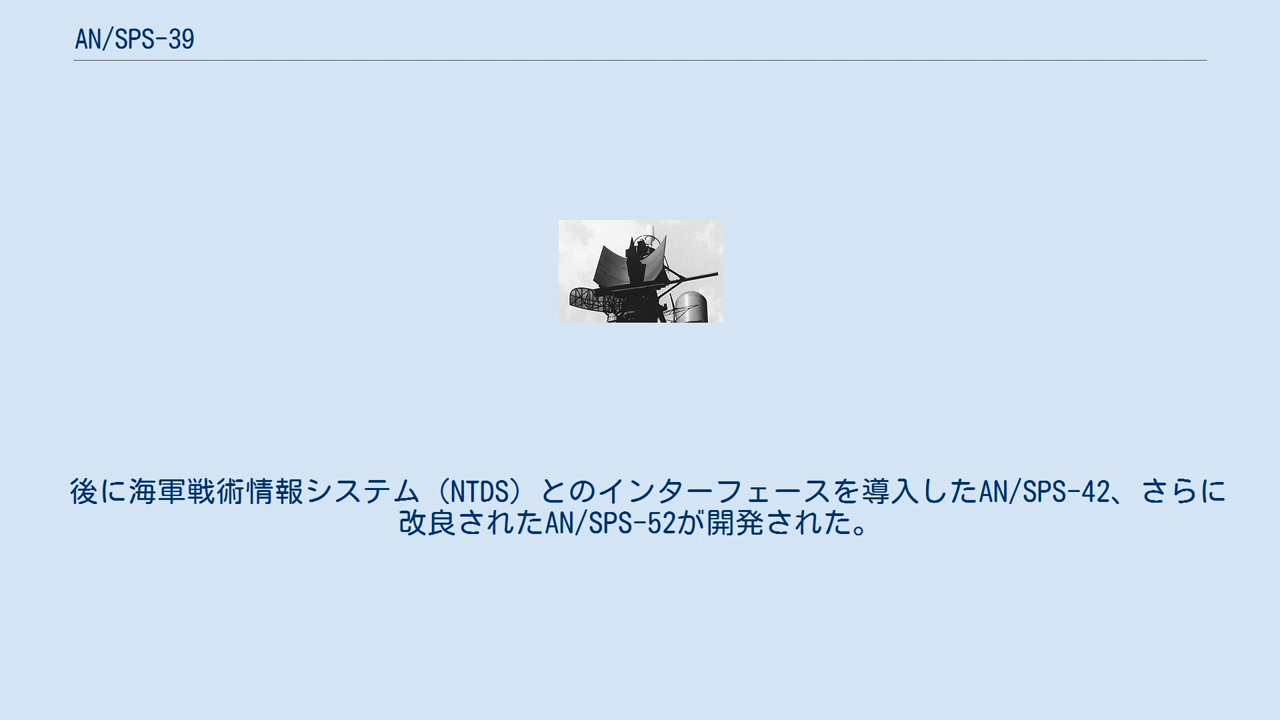 AN/SPS-39
後に海軍戦術情報システム（NTDS）とのインターフェースを導入したAN/SPS-42、さらに
改良されたAN/SPS-52が開発された。